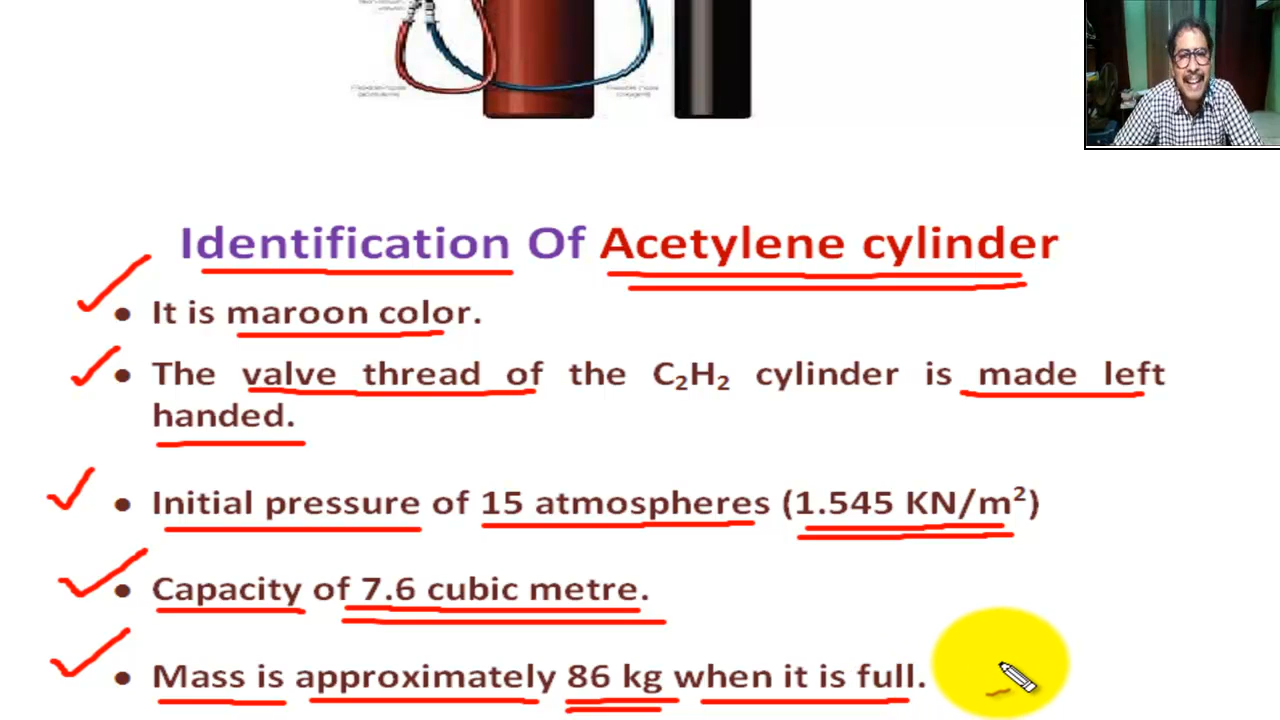 Identification Of Acetylene cylinder
• It is maroon color.
• The valve thread of the C₂H₂ cylinder is made left
handed.
• Initial pressure of 15 atmospheres (1.545 KN/m²)
• Capacity of 7.6 cubic metre.
• Mass is approximately 86 kg when it is full.